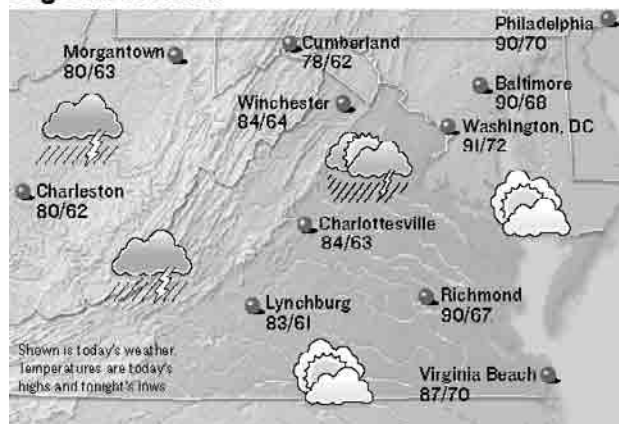 Philadelphia
90/70
Morgantown
80/63
Cumberland
78/62
Baltimore
90/68
Winchester
84/64
Washington, DC
91/72
Charleston
80/62
Charlottesville
84/63
Lynchburg
83/61
Richmond
90/67
Shown is today's weather.
Temperatures are today's
highs and tonight's lows
Virginia Beach
87/70